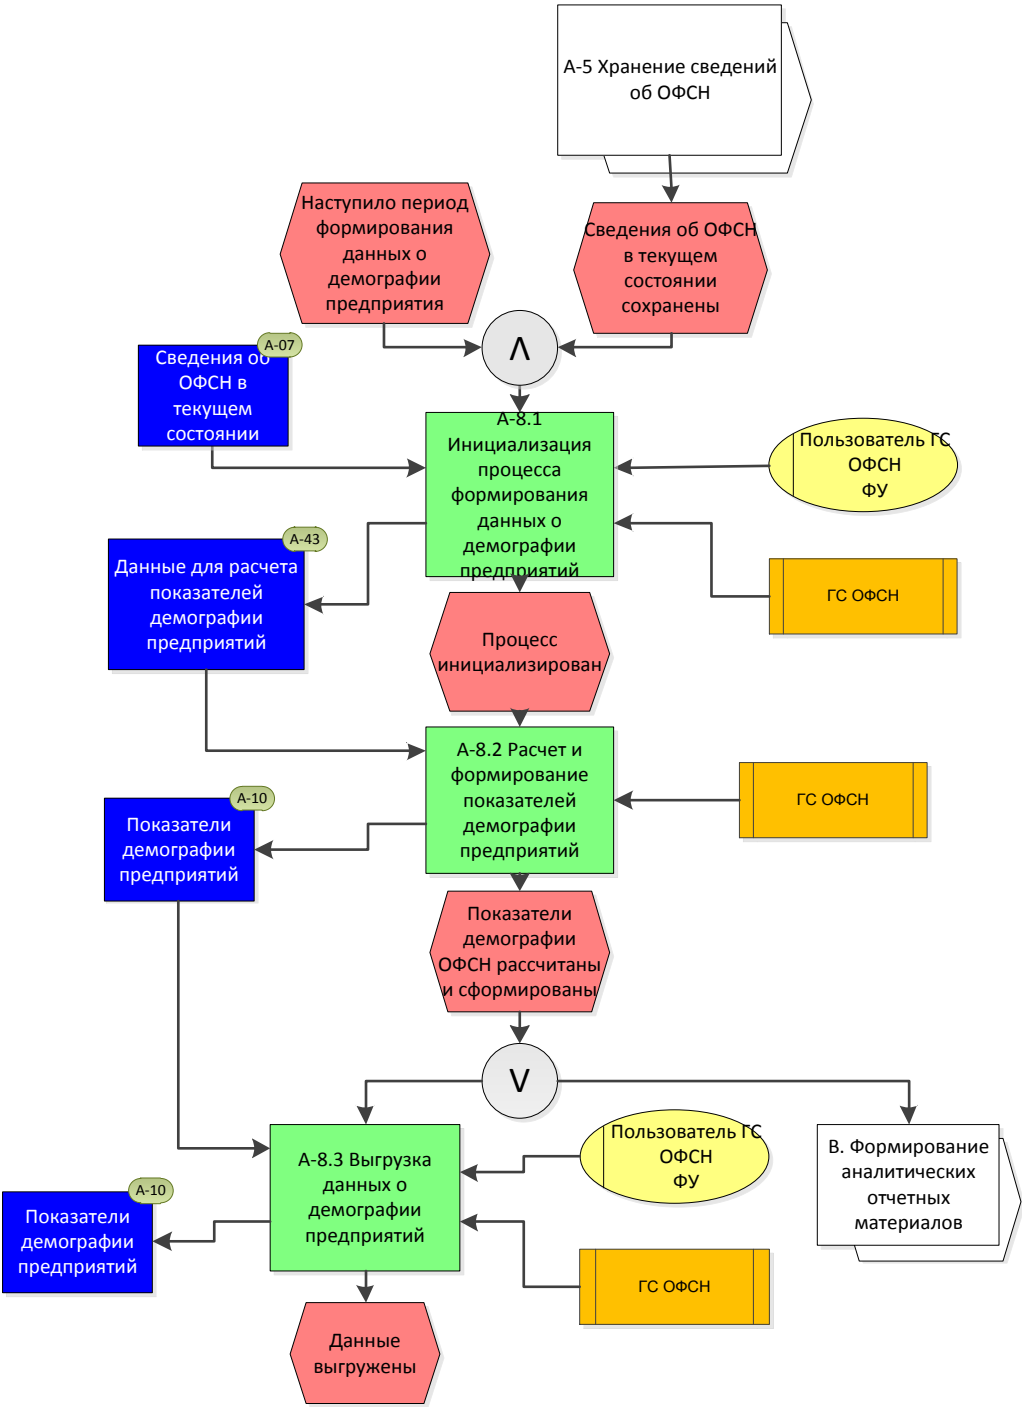 А-5 Хранение сведений
об ОФСН
Наступило период
формирования
данных о
демографии
предприятия
Сведения об ОФСН
в текущем
состоянии
сохранены
Λ
А-07
Сведения об
ОФСН в
текущем
состоянии
А-8.1
Инициализация
процесса
формирования
данных о
демографии
предприятий
Пользователь ГС
ОФСН
ФУ
ГС ОФСН
А-43
Данные для расчета
показателей
демографии
предприятий
Процесс
инициализирован
А-8.2 Расчет и
формирование
показателей
демографии
предприятий
ГС ОФСН
А-10
Показатели
демографии
предприятий
Показатели
демографии
ОФСН рассчитаны
и сформированы
V
А-8.3 Выгрузка
данных о
демографии
предприятий
Пользователь ГС
ОФСН
ФУ
В. Формирование
аналитических
отчетных
материалов
А-10
Показатели
демографии
предприятий
ГС ОФСН
Данные
выгружены